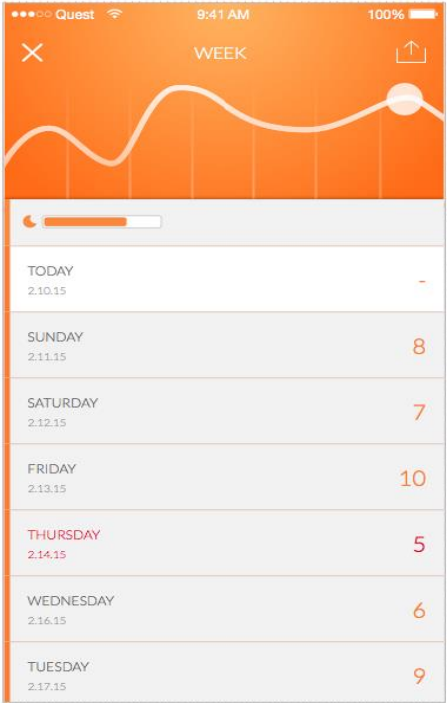 Quest 9:41 AM 100%
WEEK
TODAY
2.10.15
-
SUNDAY
2.11.15
8
SATURDAY
2.12.15
7
FRIDAY
2.13.15
10
THURSDAY
2.14.15
5
WEDNESDAY
2.16.15
6
TUESDAY
2.17.15
9